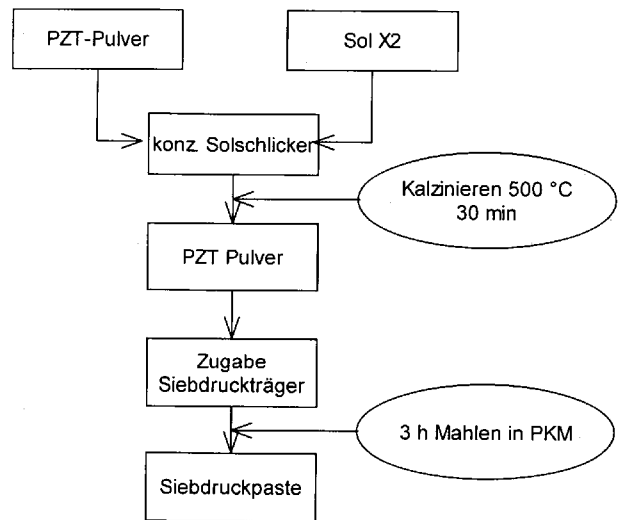 PZT-Pulver
Sol X2
konz. Solschlicker
Kalzinieren 500 °C
30 min
PZT Pulver
Zugabe
Siebdruckträger
3 h Mahlen in PKM
Siebdruckpaste